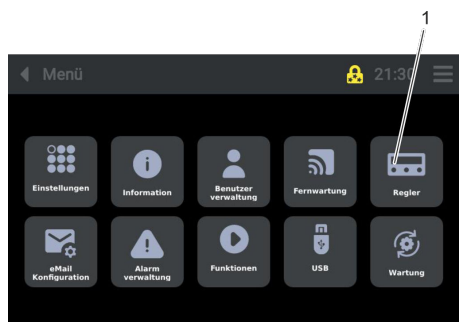 1
Menü 21:30
Einstellungen
Information
Benutzer
verwaltung
Fernwartung
Regler
eMail
Konfiguration
Alarm
verwaltung
Funktionen
USB
Wartung